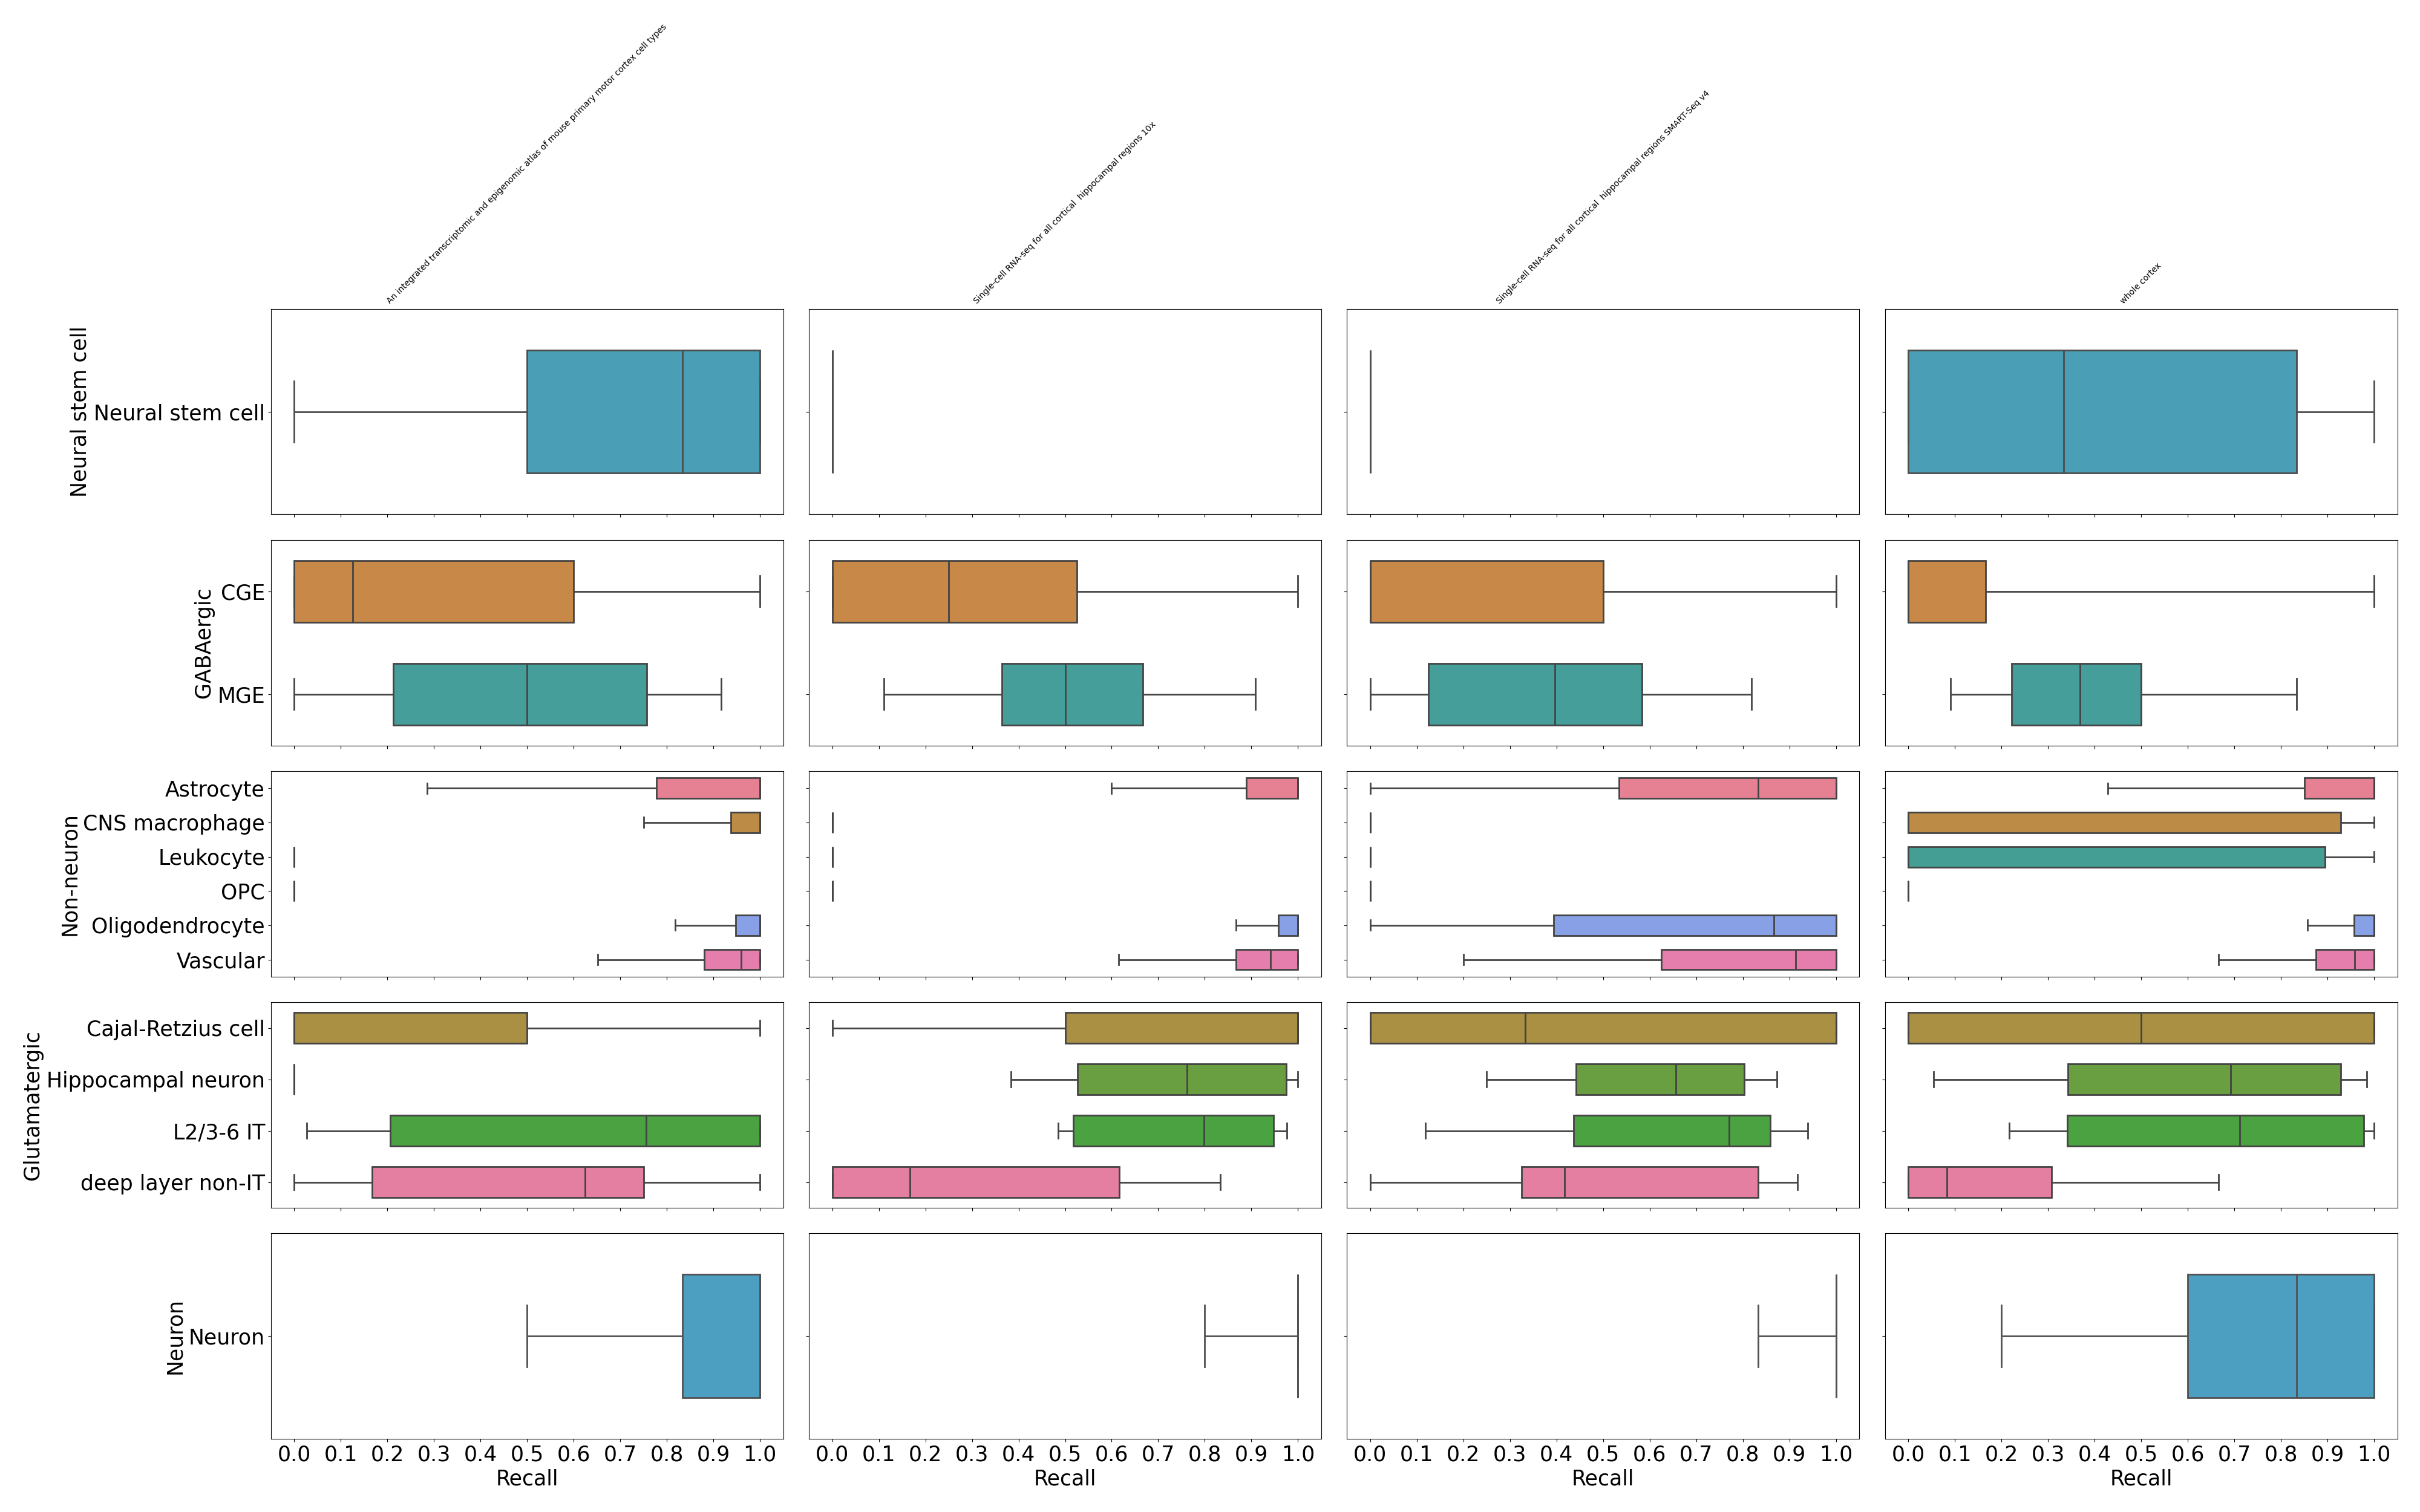 An integrated transcriptomic and epigenomic atlas of mouse primary motor cortex cell types
Single-cell RNA-seq for all cortical  hippocampal regions 10x
Single-cell RNA-seq for all cortical  hippocampal regions SMART-Seq v4
whole cortex
Neural stem cell
Neural stem cell
GABAergic
CGE
MGE
Non-neuron
Astrocyte
CNS macrophage
Leukocyte
OPC
Oligodendrocyte
Vascular
Glutamatergic
Cajal-Retzius cell
Hippocampal neuron
L2/3-6 IT
deep layer non-IT
Neuron
Neuron
0.0 0.1 0.2 0.3 0.4 0.5 0.6 0.7 0.8 0.9 1.0
Recall
0.0 0.1 0.2 0.3 0.4 0.5 0.6 0.7 0.8 0.9 1.0
Recall
0.0 0.1 0.2 0.3 0.4 0.5 0.6 0.7 0.8 0.9 1.0
Recall
0.0 0.1 0.2 0.3 0.4 0.5 0.6 0.7 0.8 0.9 1.0
Recall